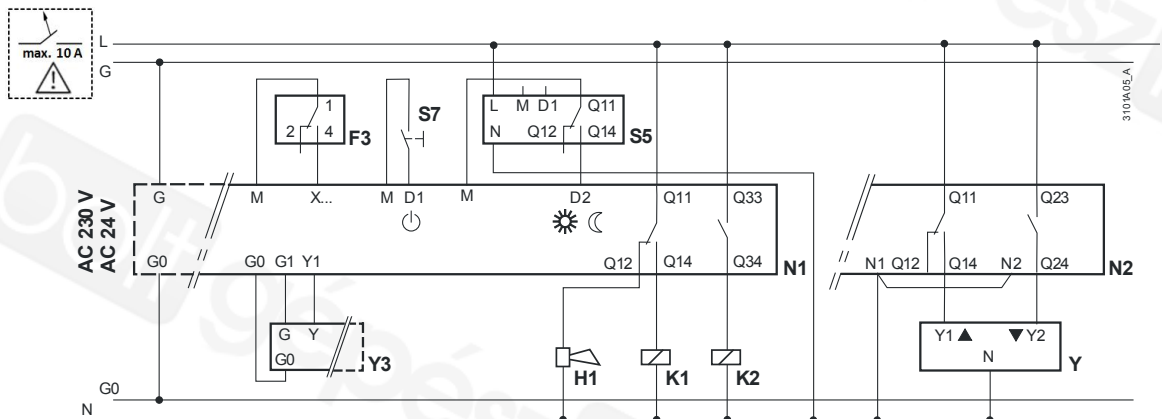 L
G
max. 10 A
L M D1 Q11
N Q12 Q14
S5
1
2 4
F3
S7
3101A05_A
AC 230 V
AC 24 V
G M X... M D1 M D2 Q11 Q33
G0 G0 G1 Y1 Q12 Q14 Q34
N1
Q11 Q23
N1 Q12 Q14 N2 Q24
N2
G Y
G0
Y3
H1
K1
K2
Y1 Y2
N
Y
G0
N
bolt
gépész